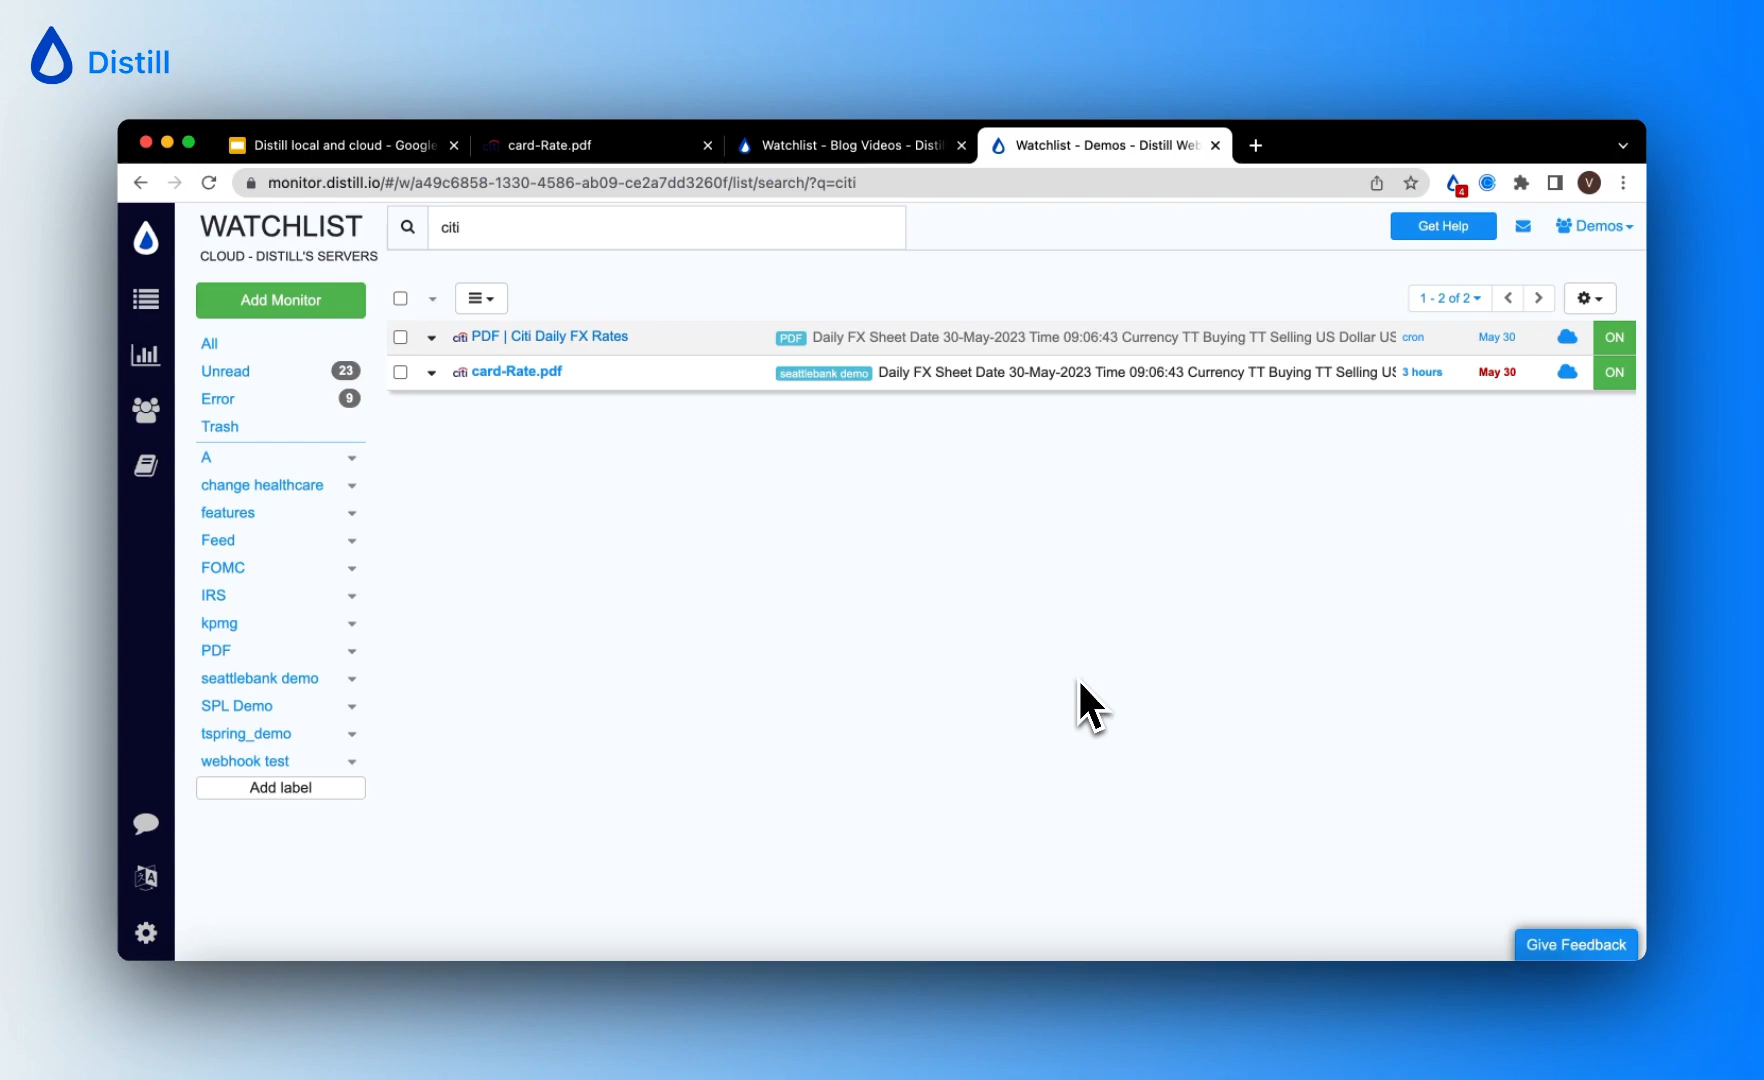 Distill
Distill local and cloud - Google
card-Rate.pdf
Watchlist - Blog Videos - Distil
Watchlist - Demos - Distill Web
monitor.distill.io/#/w/a49c6858-1330-4586-ab09-ce2a7dd3260f/list/search/?q=citi
4
V
WATCHLIST
CLOUD - DISTILL'S SERVERS
citi
Get Help
Demos
Add Monitor
1 - 2 of 2
All
Unread 23
Error 9
Trash
citi PDF | Citi Daily FX Rates PDF Daily FX Sheet Date 30-May-2023 Time 09:06:43 Currency TT Buying TT Selling US Dollar US cron May 30 ON
citi card-Rate.pdf seattlebank demo Daily FX Sheet Date 30-May-2023 Time 09:06:43 Currency TT Buying TT Selling US 3 hours May 30 ON
A
change healthcare
features
Feed
FOMC
IRS
kpmg
PDF
seattlebank demo
SPL Demo
tspring_demo
webhook test
Add label
Give Feedback